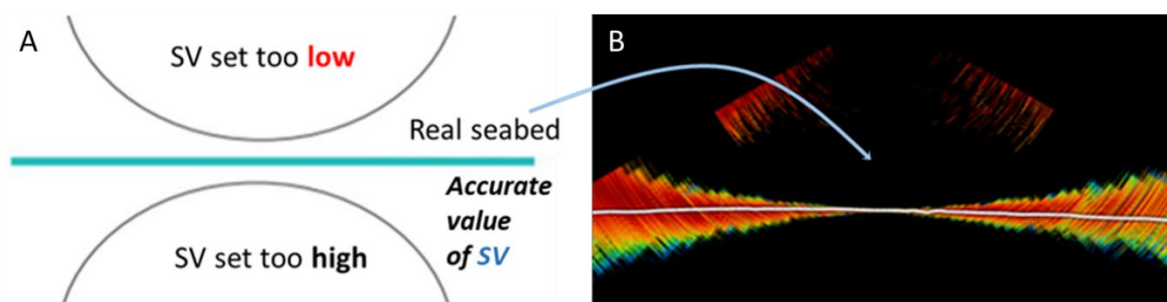 A
SV set too low
Real seabed
Accurate
value
of SV
SV set too high
B